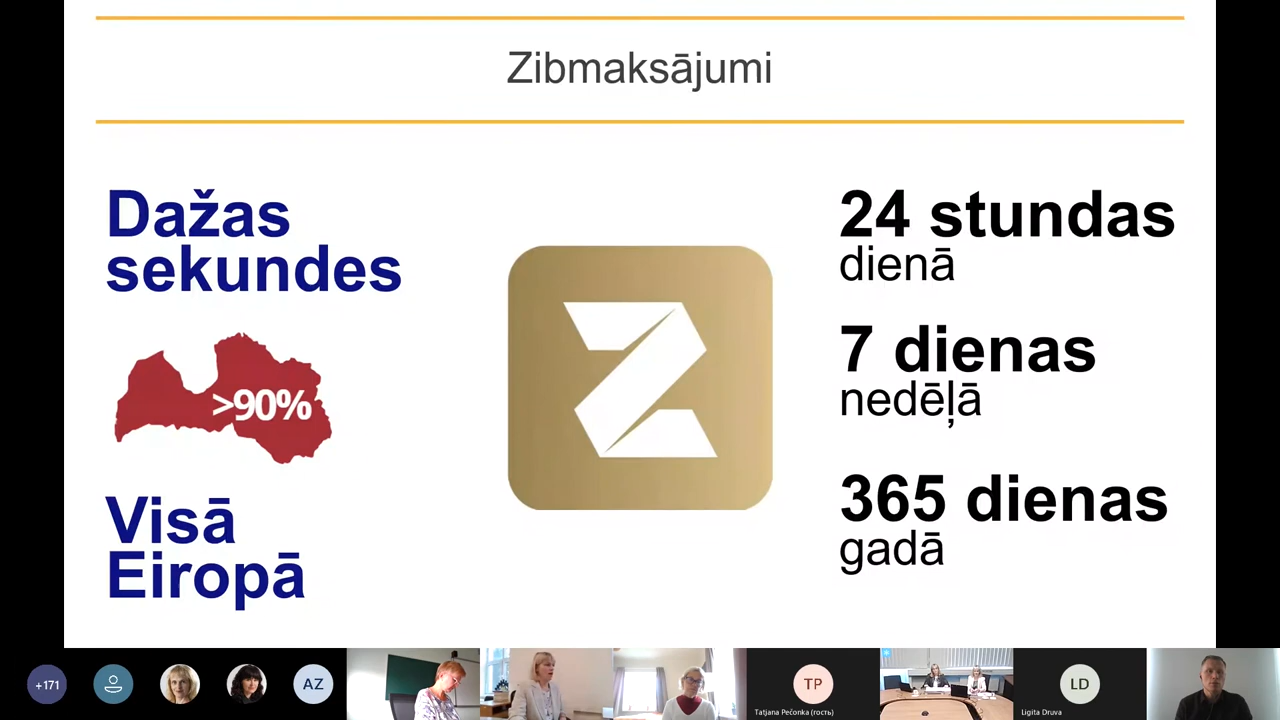 Zibmaksājumi
Dažas
sekundes
>90%
Visā
Eiropā
24 stundas
dienā
7 dienas
nedēļā
365 dienas
gadā
+171
AZ
TP
Tatjana Pečonka (гость)
LD
Ligita Druva